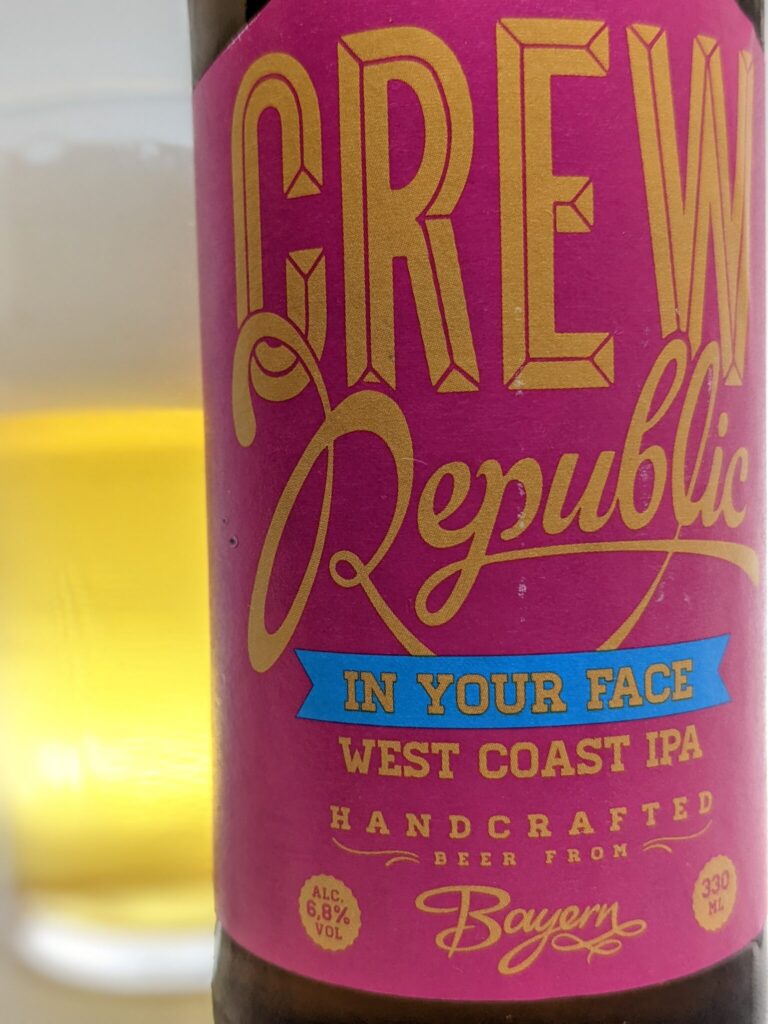 CREW
Republic
IN YOUR FACE
WEST COAST IPA
HANDCRAFTED
BEER FROM
Bayern
ALC.
6,8%
VOL
330
ML